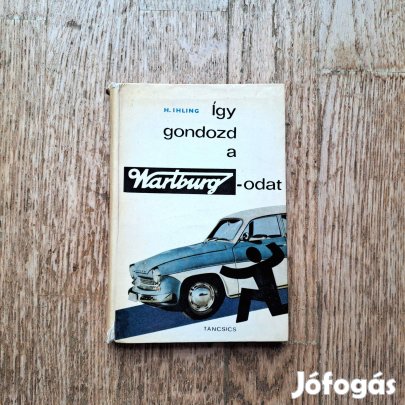 H. IHLING Így
gondozd
a
Wartburg-odat
TÁNCSICS
Jófogás